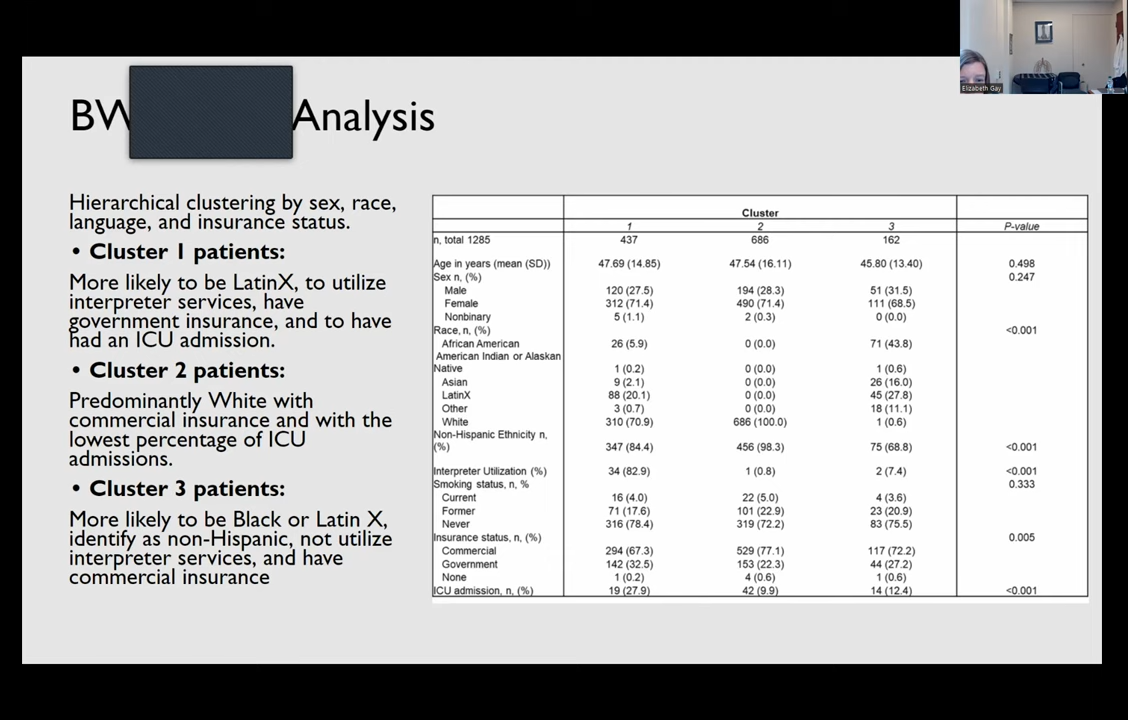 Elizabeth Gay
BW Analysis
Hierarchical clustering by sex, race,
language, and insurance status.
• Cluster 1 patients:
More likely to be LatinX, to utilize
interpreter services, have
government insurance, and to have
had an ICU admission.
• Cluster 2 patients:
Predominantly White with
commercial insurance and with the
lowest percentage of ICU
admissions.
• Cluster 3 patients:
More likely to be Black or Latin X,
identify as non-Hispanic, not utilize
interpreter services, and have
commercial insurance
Cluster
1 2 3 P-value
n, total 1285 437 686 162
Age in years (mean (SD)) 47.69 (14.85) 47.54 (16.11) 45.80 (13.40) 0.498
Sex n, (%) 0.247
Male 120 (27.5) 194 (28.3) 51 (31.5)
Female 312 (71.4) 490 (71.4) 111 (68.5)
Nonbinary 5 (1.1) 2 (0.3) 0 (0.0)
Race, n, (%) <0.001
African American 26 (5.9) 0 (0.0) 71 (43.8)
American Indian or Alaskan
Native 1 (0.2) 0 (0.0) 1 (0.6)
Asian 9 (2.1) 0 (0.0) 26 (16.0)
LatinX 88 (20.1) 0 (0.0) 45 (27.8)
Other 3 (0.7) 0 (0.0) 18 (11.1)
White 310 (70.9) 686 (100.0) 1 (0.6)
Non-Hispanic Ethnicity n,
(%) 347 (84.4) 456 (98.3) 75 (68.8) <0.001
Interpreter Utilization (%) 34 (82.9) 1 (0.8) 2 (7.4) <0.001
Smoking status, n, % 0.333
Current 16 (4.0) 22 (5.0) 4 (3.6)
Former 71 (17.6) 101 (22.9) 23 (20.9)
Never 316 (78.4) 319 (72.2) 83 (75.5)
Insurance status, n, (%) 0.005
Commercial 294 (67.3) 529 (77.1) 117 (72.2)
Government 142 (32.5) 153 (22.3) 44 (27.2)
None 1 (0.2) 4 (0.6) 1 (0.6)
ICU admission, n, (%) 19 (27.9) 42 (9.9) 14 (12.4) <0.001